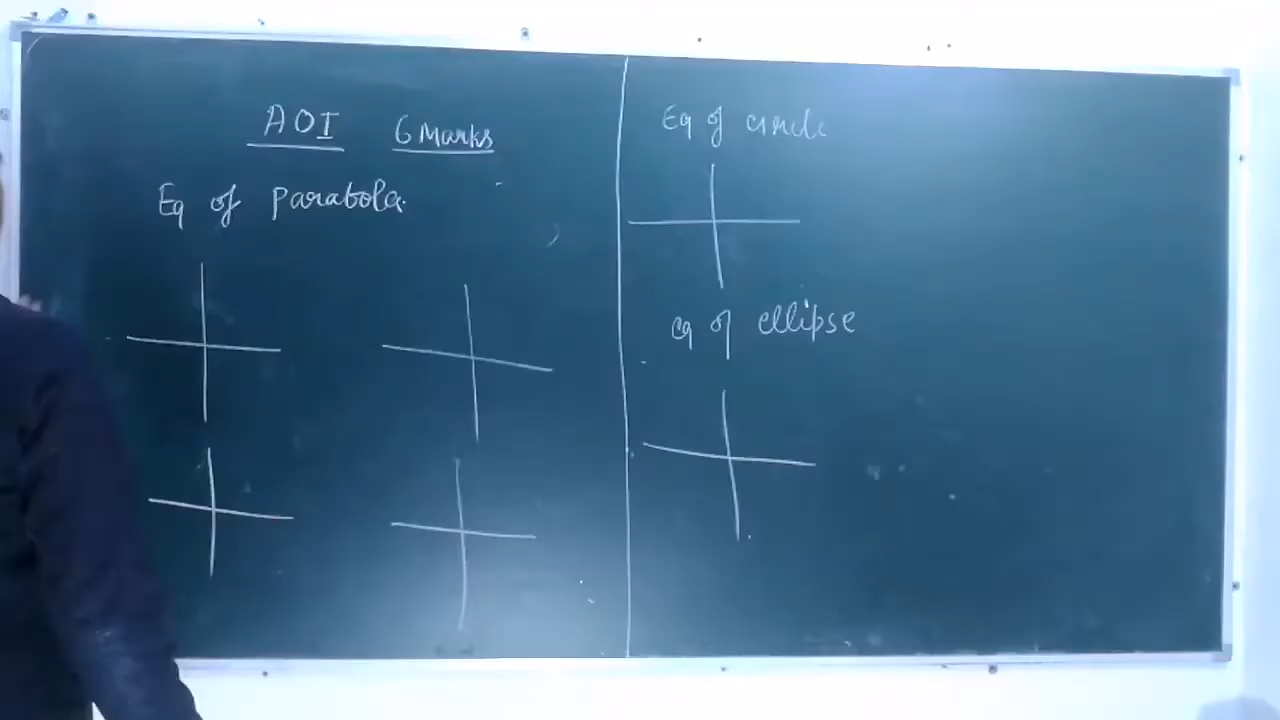 AOI 6 Marks
Eq of parabola
Eq of circle
eq of ellipse